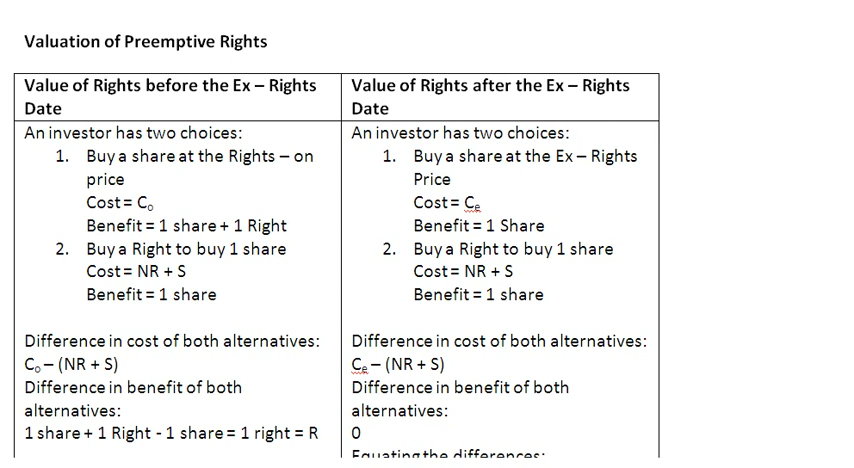 Valuation of Preemptive Rights
Value of Rights before the Ex – Rights
Date
An investor has two choices:
1. Buy a share at the Rights – on
price
Cost= C₀
Benefit = 1 share + 1 Right
2. Buy a Right to buy 1 share
Cost= NR + S
Benefit = 1 share
Difference in cost of both alternatives:
C₀ – (NR + S)
Difference in benefit of both
alternatives:
1 share + 1 Right - 1 share = 1 right = R
Value of Rights after the Ex – Rights
Date
An investor has two choices:
1. Buy a share at the Ex – Rights
Price
Cost= Cₑ
Benefit = 1 Share
2. Buy a Right to buy 1 share
Cost= NR + S
Benefit = 1 share
Difference in cost of both alternatives:
Cₑ – (NR + S)
Difference in benefit of both
alternatives:
0
Equating the differences: